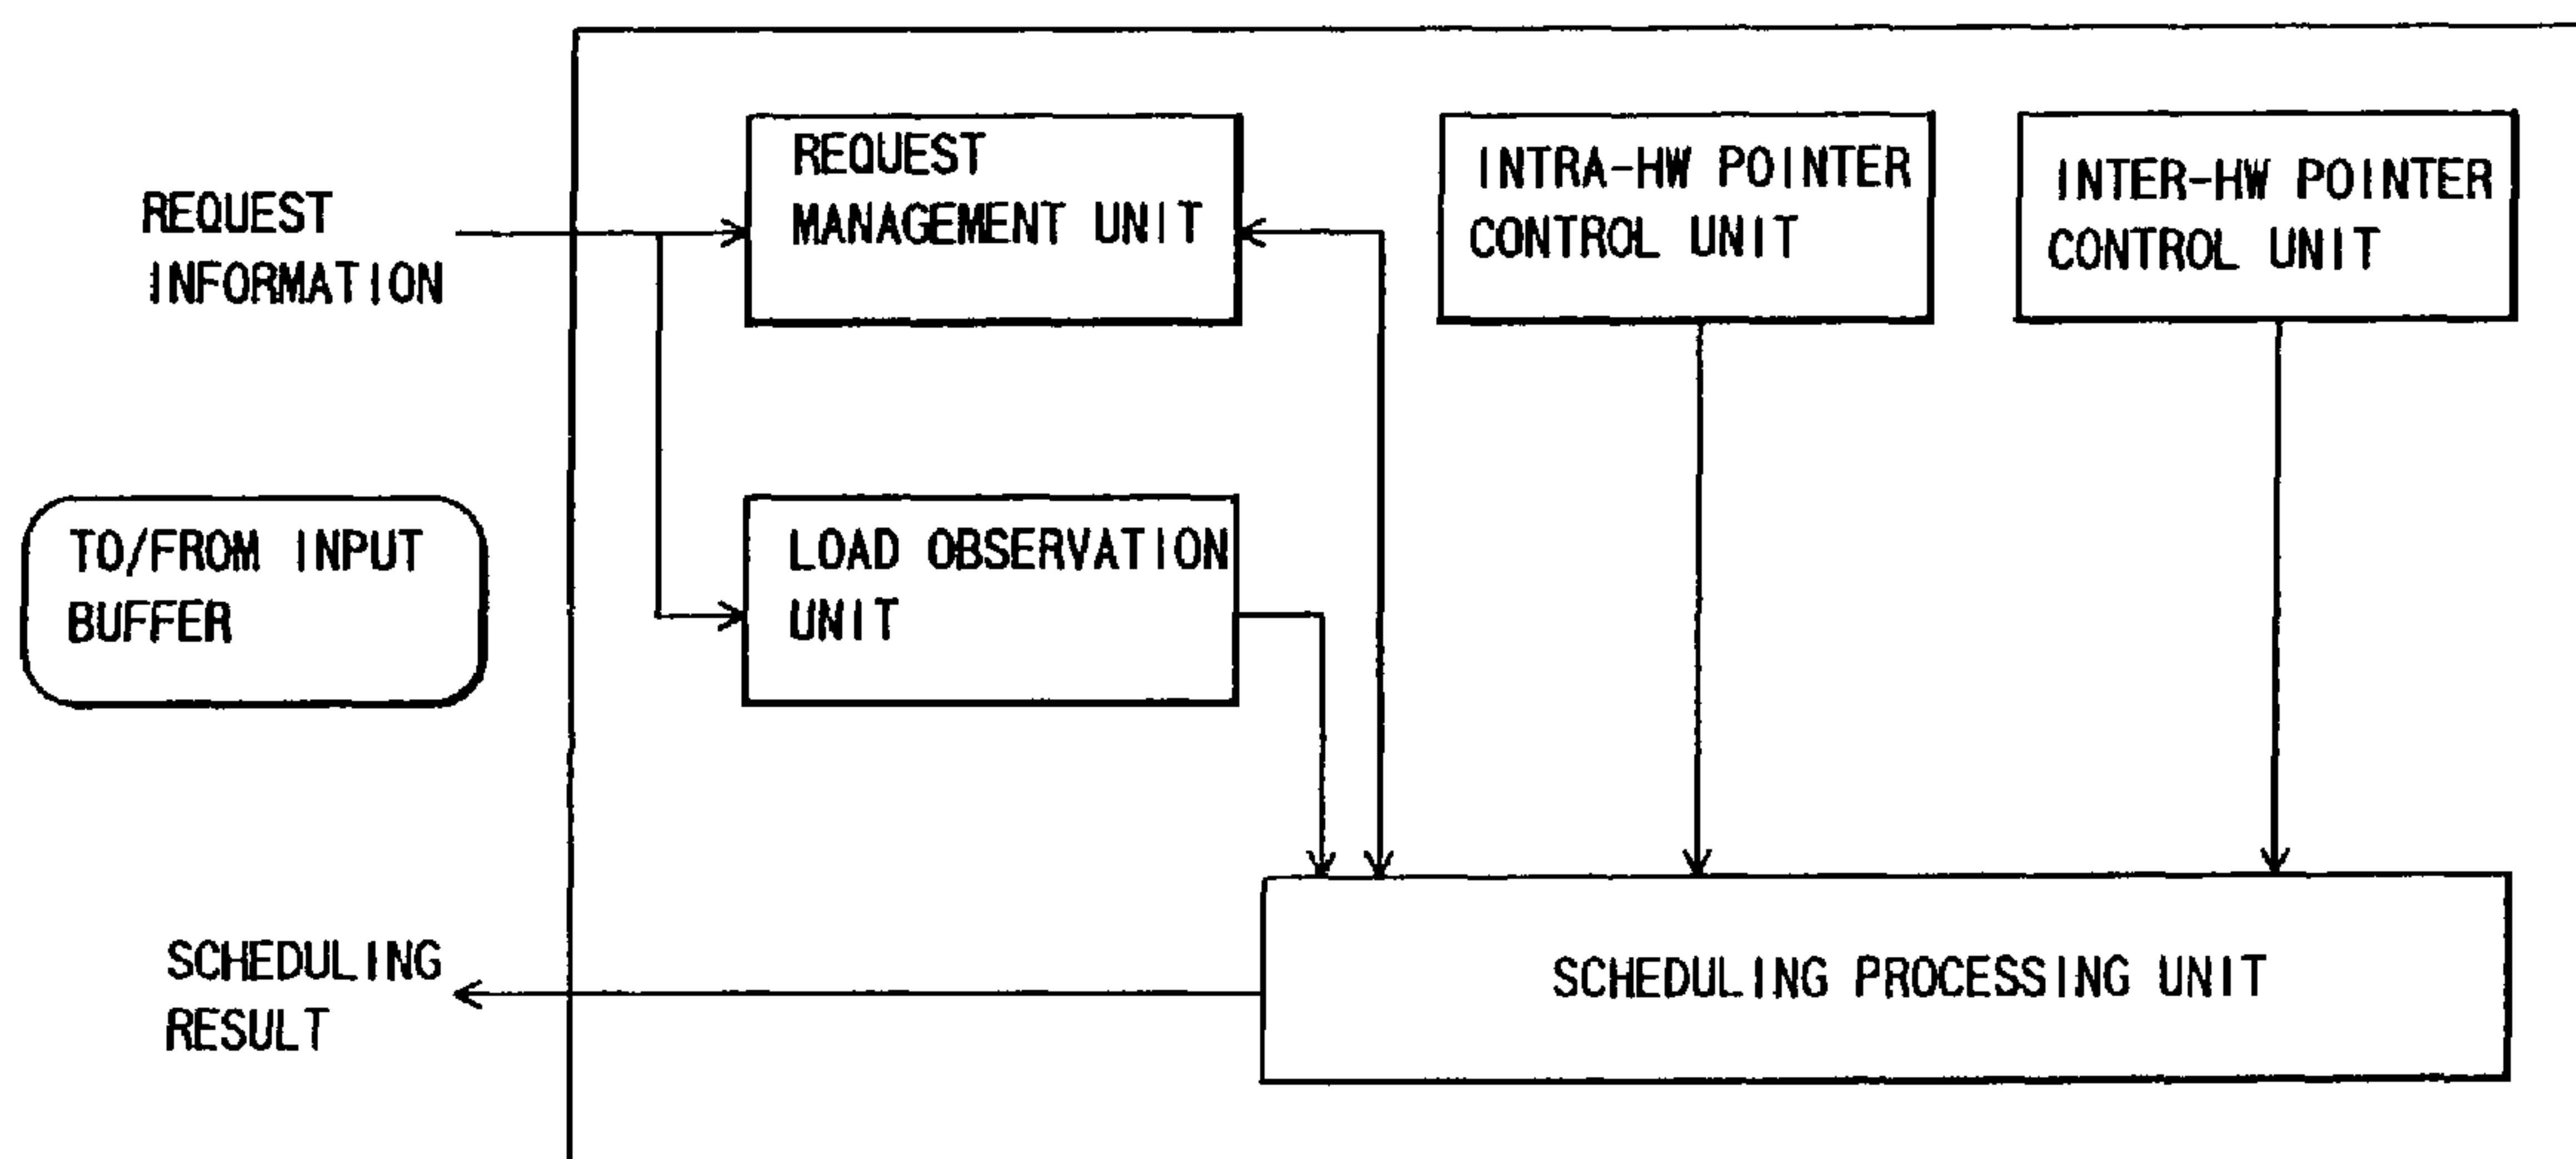 REQUEST
INFORMATION
REQUEST
MANAGEMENT UNIT
INTRA-HW POINTER
CONTROL UNIT
INTER-HW POINTER
CONTROL UNIT
TO/FROM INPUT
BUFFER
LOAD OBSERVATION
UNIT
SCHEDULING
RESULT
SCHEDULING PROCESSING UNIT